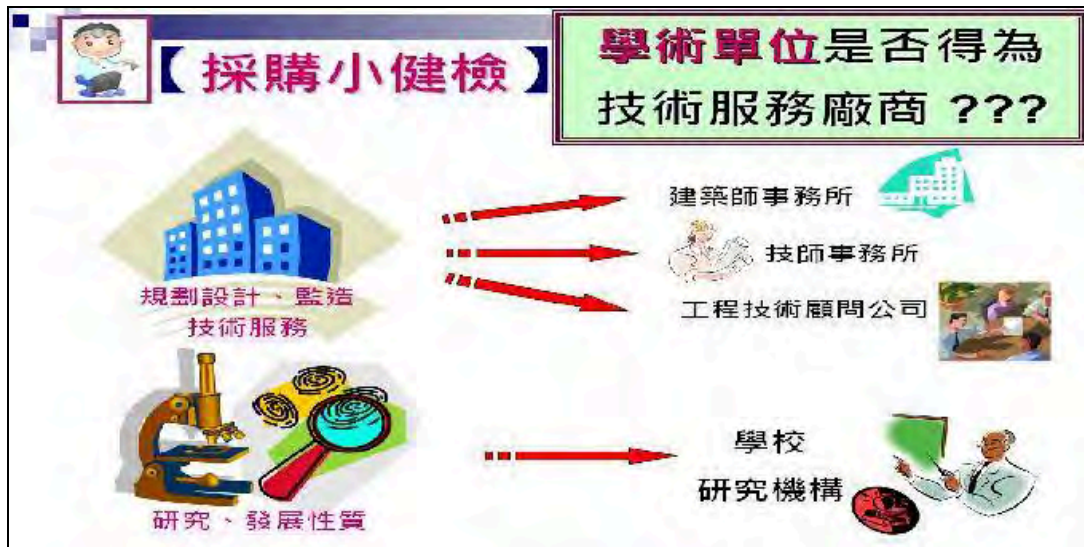 【採購小健檢】
學術單位是否得為
技術服務廠商 ???
建築師事務所
技師事務所
規劃設計、監造
技術服務
工程技術顧問公司
學校
研究機構
研究、發展性質